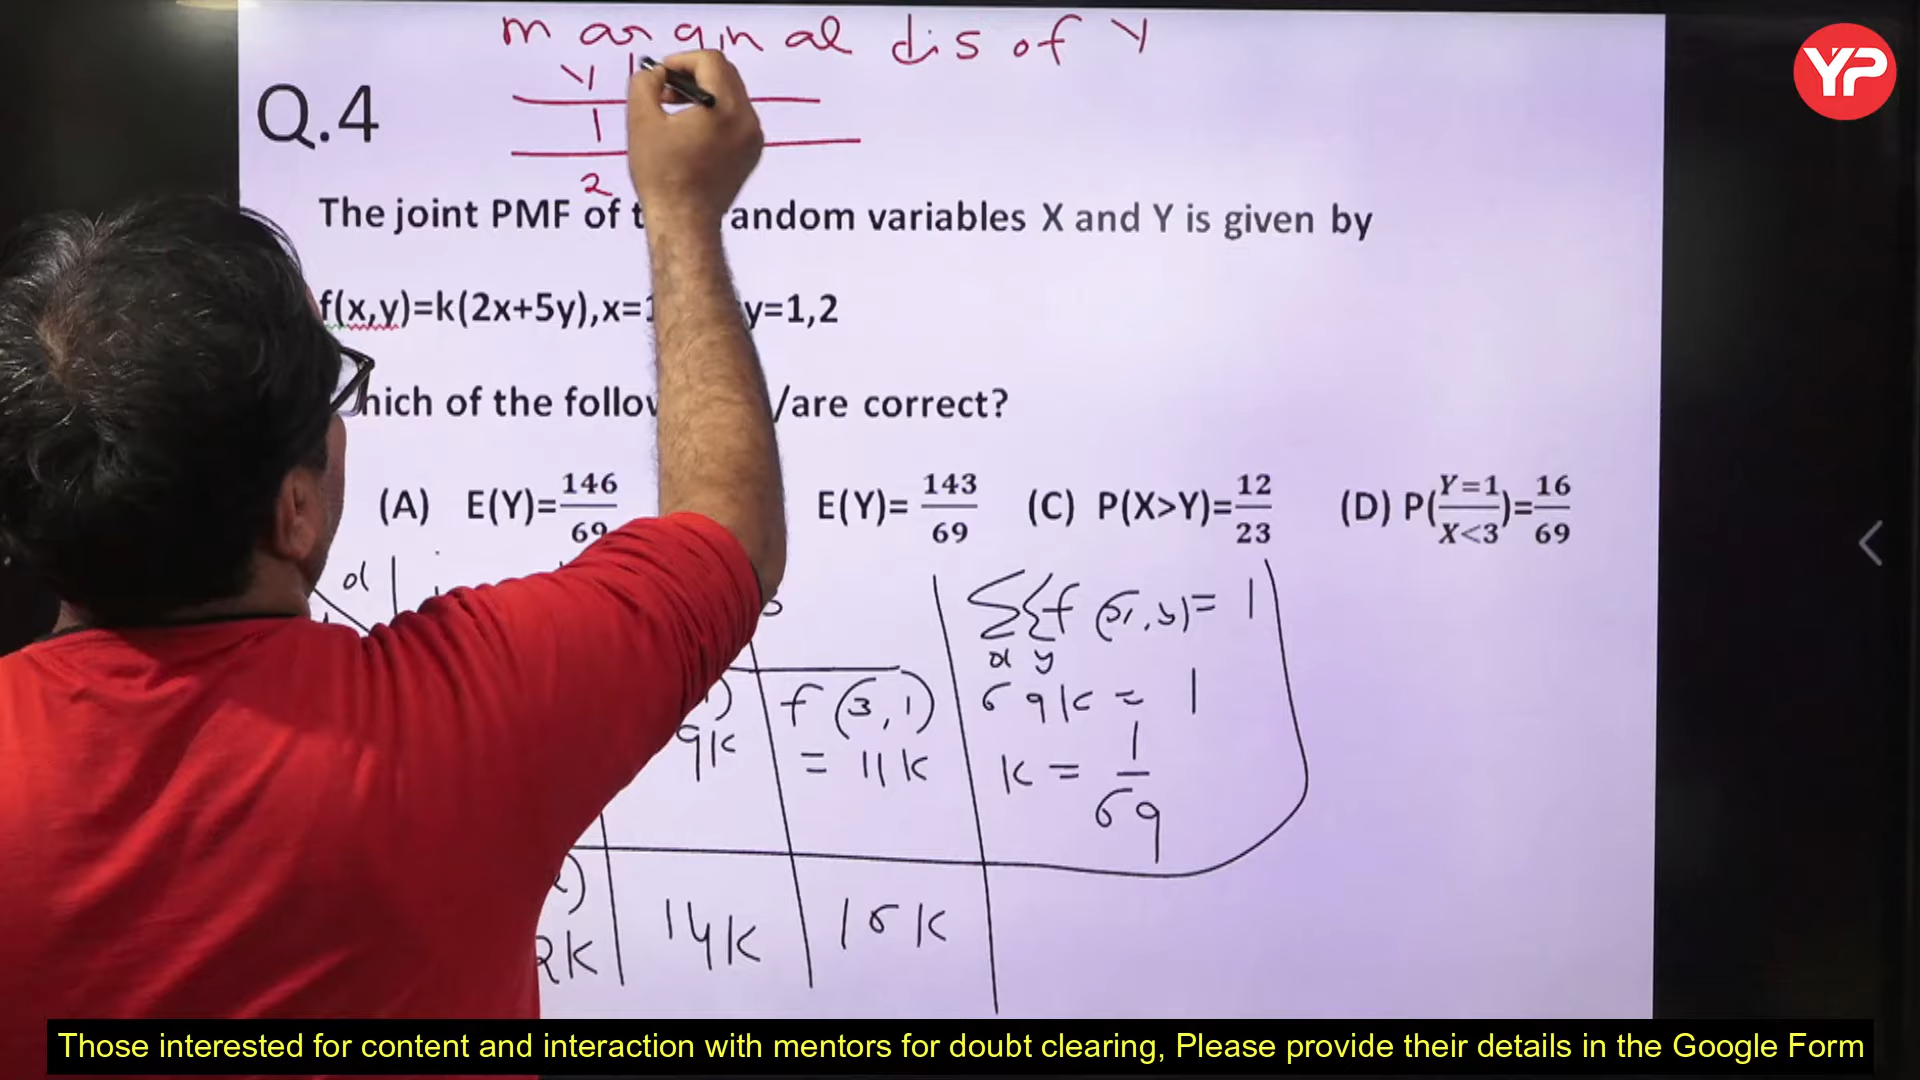 marginal dis of Y
YP
Y
Q.4
1
2
The joint PMF of random variables X and Y is given by
f(x,y)=k(2x+5y),x=1 y=1,2
hich of the follow /are correct?
(A) E(Y)=146/69 E(Y)= 143/69 (C) P(X>Y)=12/23 (D) P(Y=1/X<3)=16/69
x
Σ Σ f(x,y) = 1
x y
f(3,1) 69k = 1
9k = 11k k = 1/69
2k 14k 16k
Those interested for content and interaction with mentors for doubt clearing, Please provide their details in the Google Form